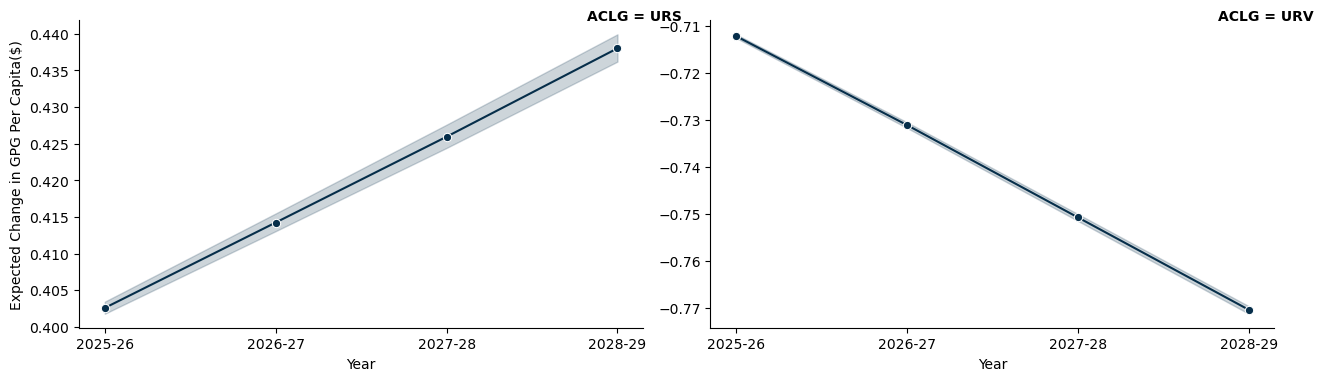 ACLG = URS
Expected Change in GPG Per Capita($)
0.440
0.435
0.430
0.425
0.420
0.415
0.410
0.405
0.400
2025-26 2026-27 2027-28 2028-29
Year
ACLG = URV
−0.71
−0.72
−0.73
−0.74
−0.75
−0.76
−0.77
2025-26 2026-27 2027-28 2028-29
Year